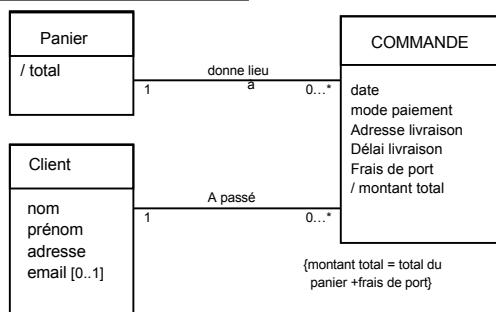 Panier
/ total
donne lieu
à
1
0…*
COMMANDE
date
mode paiement
Adresse livraison
Délai livraison
Frais de port
/ montant total
Client
nom
prénom
adresse
email [0..1]
A passé
1
0…*
{montant total = total du
panier +frais de port}